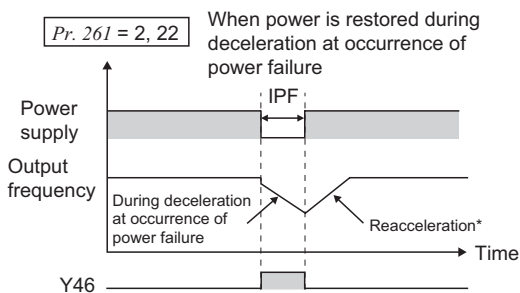 Pr. 261 = 2, 22
When power is restored during
deceleration at occurrence of
power failure
IPF
Power
supply
Output
frequency
During deceleration
at occurrence of
power failure
Reacceleration*
Time
Y46